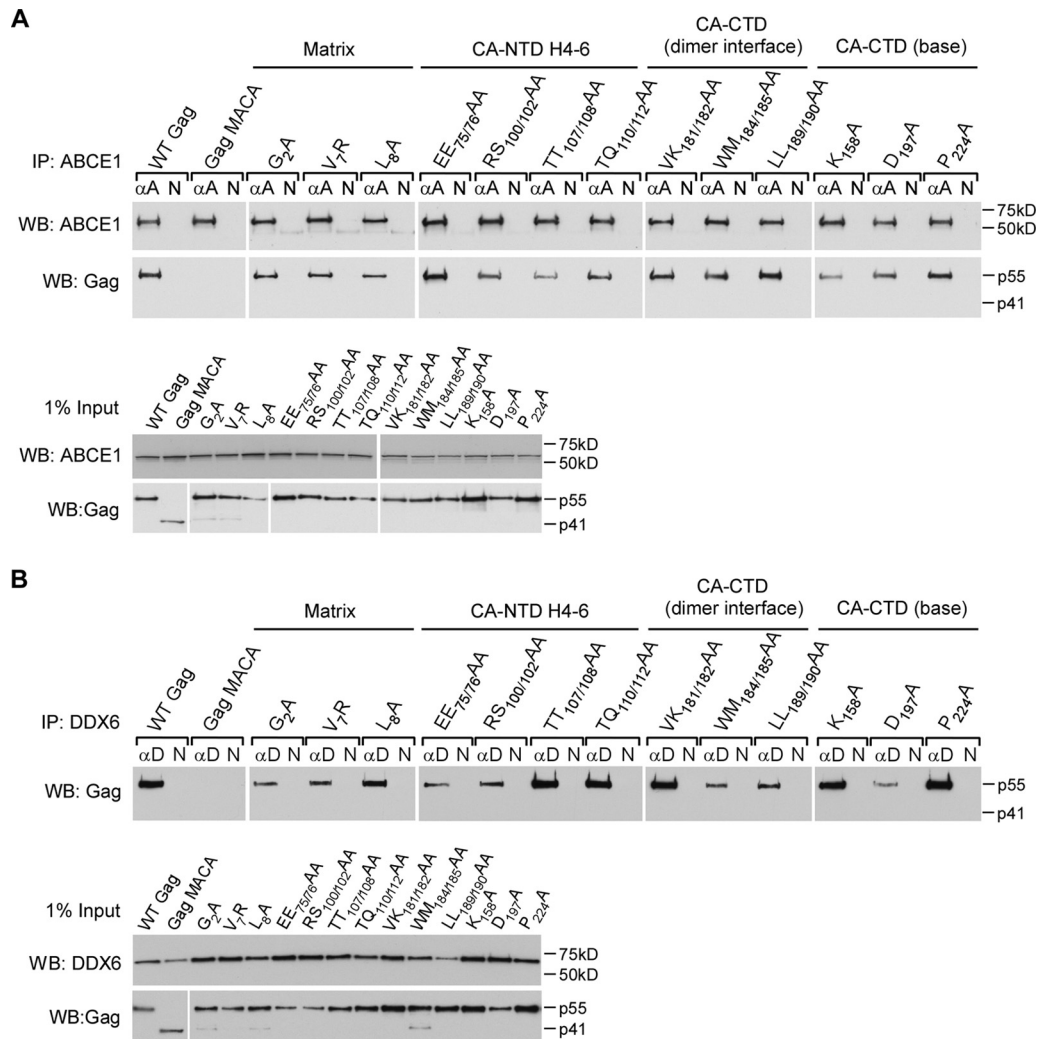 A
Matrix
CA-NTD H4-6
CA-CTD
(dimer interface)
CA-CTD (base)
IP: ABCE1
WT Gag
Gag MACA
G2A
V7R
L8A
EE75/76AA
RS100/102AA
TT107/108AA
TQ110/112AA
VK181/182AA
WM184/185AA
LL189/190AA
K158A
D197A
P224A
αA N αA N αA N αA N αA N αA N αA N αA N αA N αA N αA N αA N αA N αA N αA N
WB: ABCE1
75kD
50kD
WB: Gag
p55
p41
1% Input
WT Gag
Gag MACA
G2A
V7R
L8A
EE75/76AA
RS100/102AA
TT107/108AA
TQ110/112AA
VK181/182AA
WM184/185AA
LL189/190AA
K158A
D197A
P224A
WB: ABCE1
75kD
50kD
WB:Gag
p55
p41
B
Matrix
CA-NTD H4-6
CA-CTD
(dimer interface)
CA-CTD (base)
IP: DDX6
WT Gag
Gag MACA
G2A
V7R
L8A
EE75/76AA
RS100/102AA
TT107/108AA
TQ110/112AA
VK181/182AA
WM184/185AA
LL189/190AA
K158A
D197A
P224A
αD N αD N αD N αD N αD N αD N αD N αD N αD N αD N αD N αD N αD N αD N αD N
WB: Gag
p55
p41
1% Input
WT Gag
Gag MACA
G2A
V7R
L8A
EE75/76AA
RS100/102AA
TT107/108AA
TQ110/112AA
VK181/182AA
WM184/185AA
LL189/190AA
K158A
D197A
P224A
WB: DDX6
75kD
50kD
WB:Gag
p55
p41